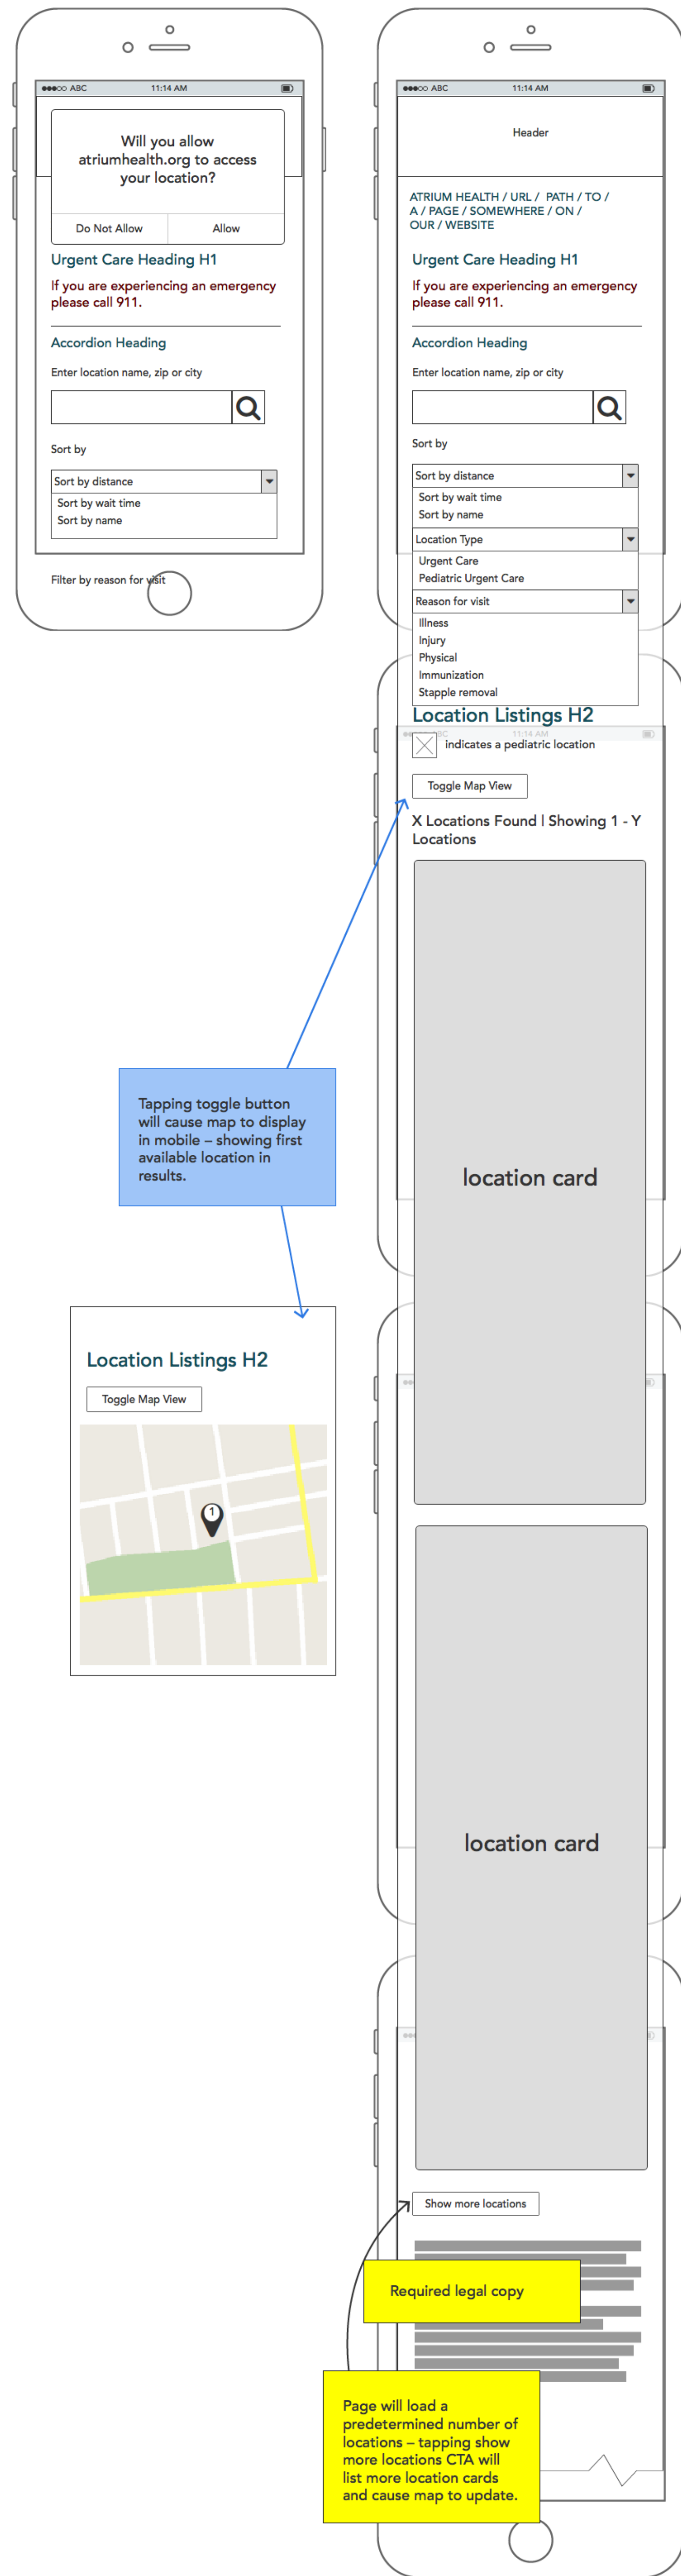 ABC 11:14 AM
Will you allow
atriumhealth.org to access
your location?
Do Not Allow Allow
Urgent Care Heading H1
If you are experiencing an emergency
please call 911.
Accordion Heading
Enter location name, zip or city
Sort by
Sort by distance
Sort by wait time
Sort by name
Filter by reason for visit
ABC 11:14 AM
Header
ATRIUM HEALTH / URL / PATH / TO /
A / PAGE / SOMEWHERE / ON /
OUR / WEBSITE
Urgent Care Heading H1
If you are experiencing an emergency
please call 911.
Accordion Heading
Enter location name, zip or city
Sort by
Sort by distance
Sort by wait time
Sort by name
Location Type
Urgent Care
Pediatric Urgent Care
Reason for visit
Illness
Injury
Physical
Immunization
Stapple removal
Location Listings H2
11:14 AM
indicates a pediatric location
Toggle Map View
X Locations Found | Showing 1 - Y
Locations
location card
Tapping toggle button
will cause map to display
in mobile – showing first
available location in
results.
Location Listings H2
Toggle Map View
1
location card
Show more locations
Required legal copy
Page will load a
predetermined number of
locations – tapping show
more locations CTA will
list more location cards
and cause map to update.